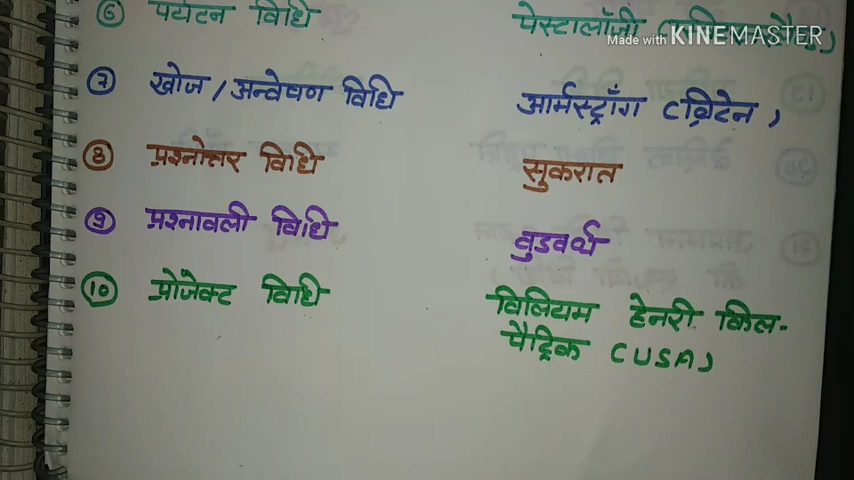 ⑥ पर्यटन विधि पेस्टालॉजी (
Made with KINEMASTER
⑦ खोज / अन्वेषण विधि आर्मस्ट्राँग (ब्रिटेन)
⑧ प्रश्नोत्तर विधि सुकरात
⑨ प्रश्नावली विधि वुडवर्थ
⑩ प्रोजेक्ट विधि विलियम हेनरी किल-
पैट्रिक (USA)